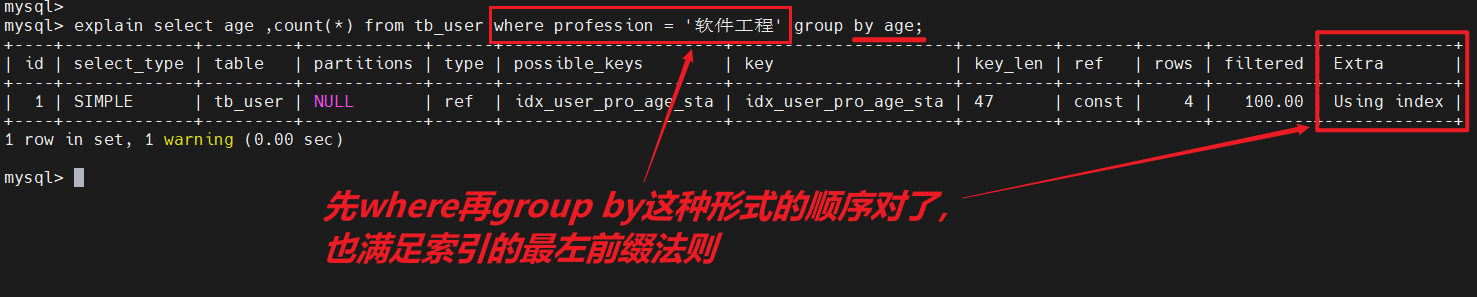 mysql>
mysql> explain select age ,count(*) from tb_user where profession = '软件工程' group by age;
+----+-------------+---------+------------+------+----------------------+----------------------+---------+-------+------+----------+-------------+
| id | select_type | table | partitions | type | possible_keys | key | key_len | ref | rows | filtered | Extra |
+----+-------------+---------+------------+------+----------------------+----------------------+---------+-------+------+----------+-------------+
| 1 | SIMPLE | tb_user | NULL | ref | idx_user_pro_age_sta | idx_user_pro_age_sta | 47 | const | 4 | 100.00 | Using index |
+----+-------------+---------+------------+------+----------------------+----------------------+---------+-------+------+----------+-------------+
1 row in set, 1 warning (0.00 sec)
mysql>
先where再group by这种形式的顺序对了，
也满足索引的最左前缀法则